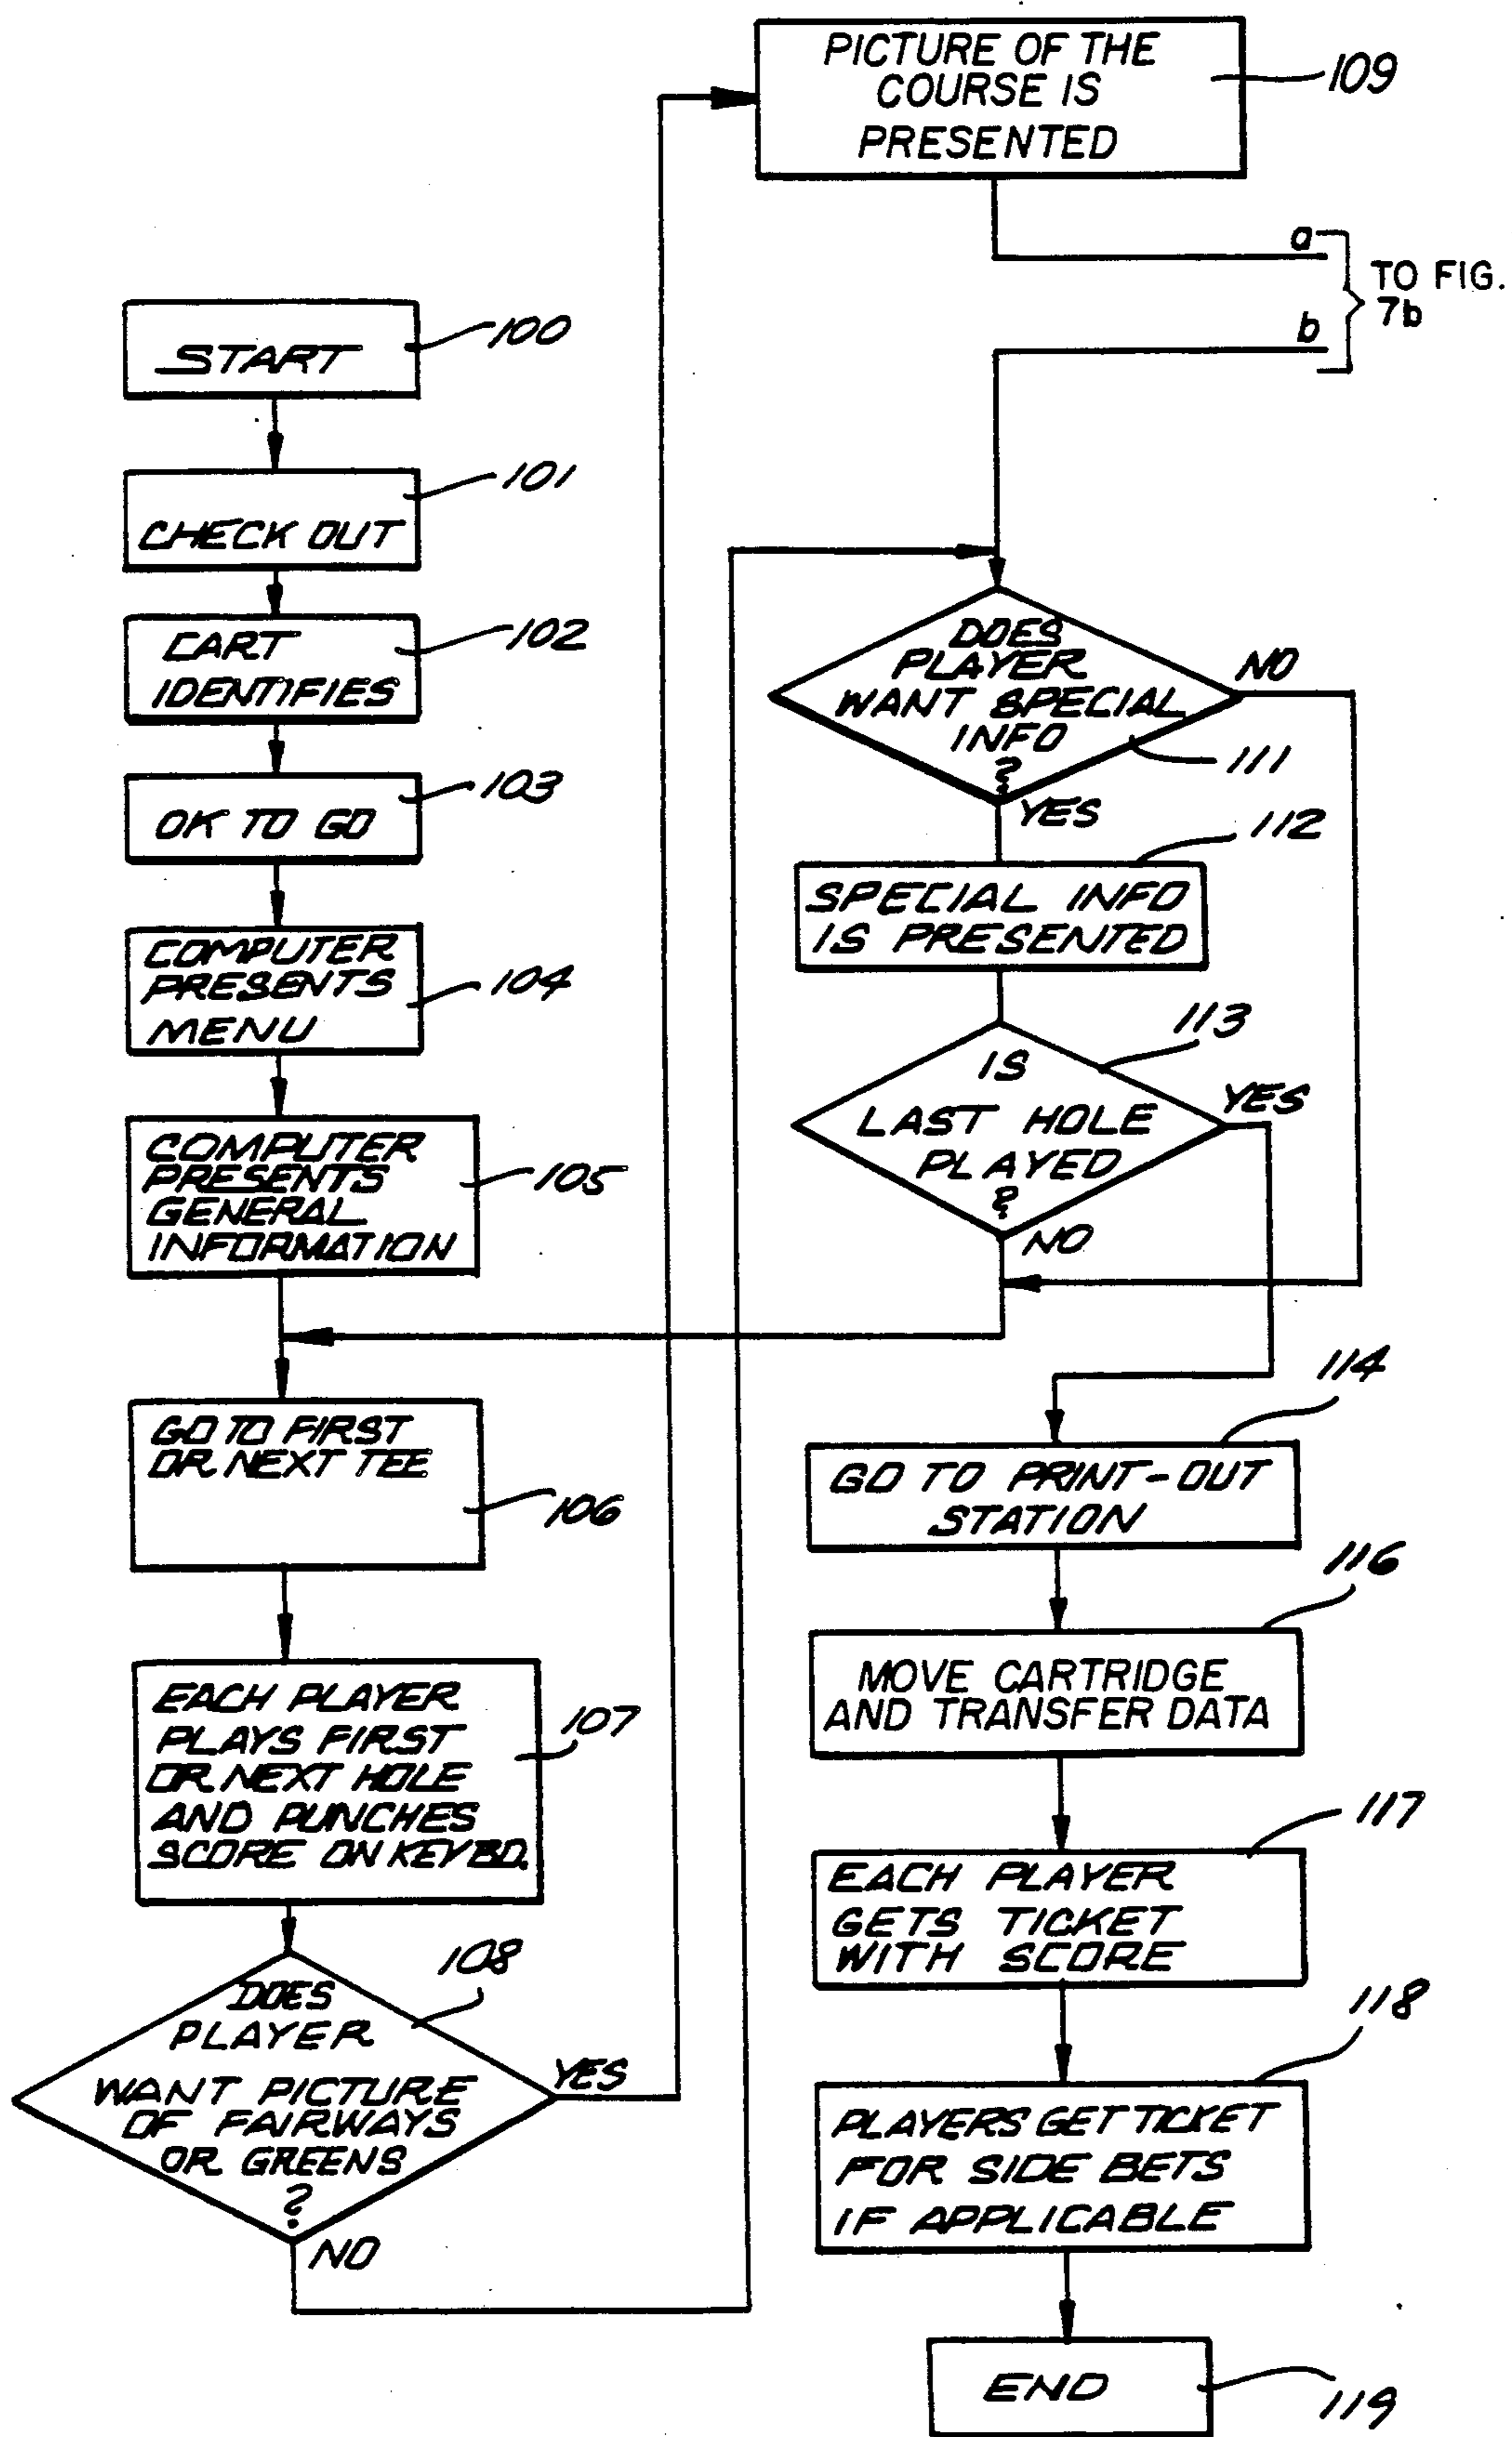 START
100
CHECK OUT
101
CART
IDENTIFIES
102
OK TO GO
103
COMPUTER
PRESENTS
MENU
104
COMPUTER
PRESENTS
GENERAL
INFORMATION
105
GO TO FIRST
OR NEXT TEE
106
EACH PLAYER
PLAYS FIRST
OR NEXT HOLE
AND PUNCHES
SCORE ON KEYBD.
107
DOES
PLAYER
WANT PICTURE
OF FAIRWAYS
OR GREENS
?
108
YES
NO
PICTURE OF THE
COURSE IS
PRESENTED
109
a
b
TO FIG.
7b
DOES
PLAYER
WANT SPECIAL
INFO
?
111
NO
YES
SPECIAL INFO
IS PRESENTED
112
IS
LAST HOLE
PLAYED
?
113
YES
NO
GO TO PRINT-OUT
STATION
114
MOVE CARTRIDGE
AND TRANSFER DATA
116
EACH PLAYER
GETS TICKET
WITH SCORE
117
PLAYERS GET TICKET
FOR SIDE BETS
IF APPLICABLE
118
END
119